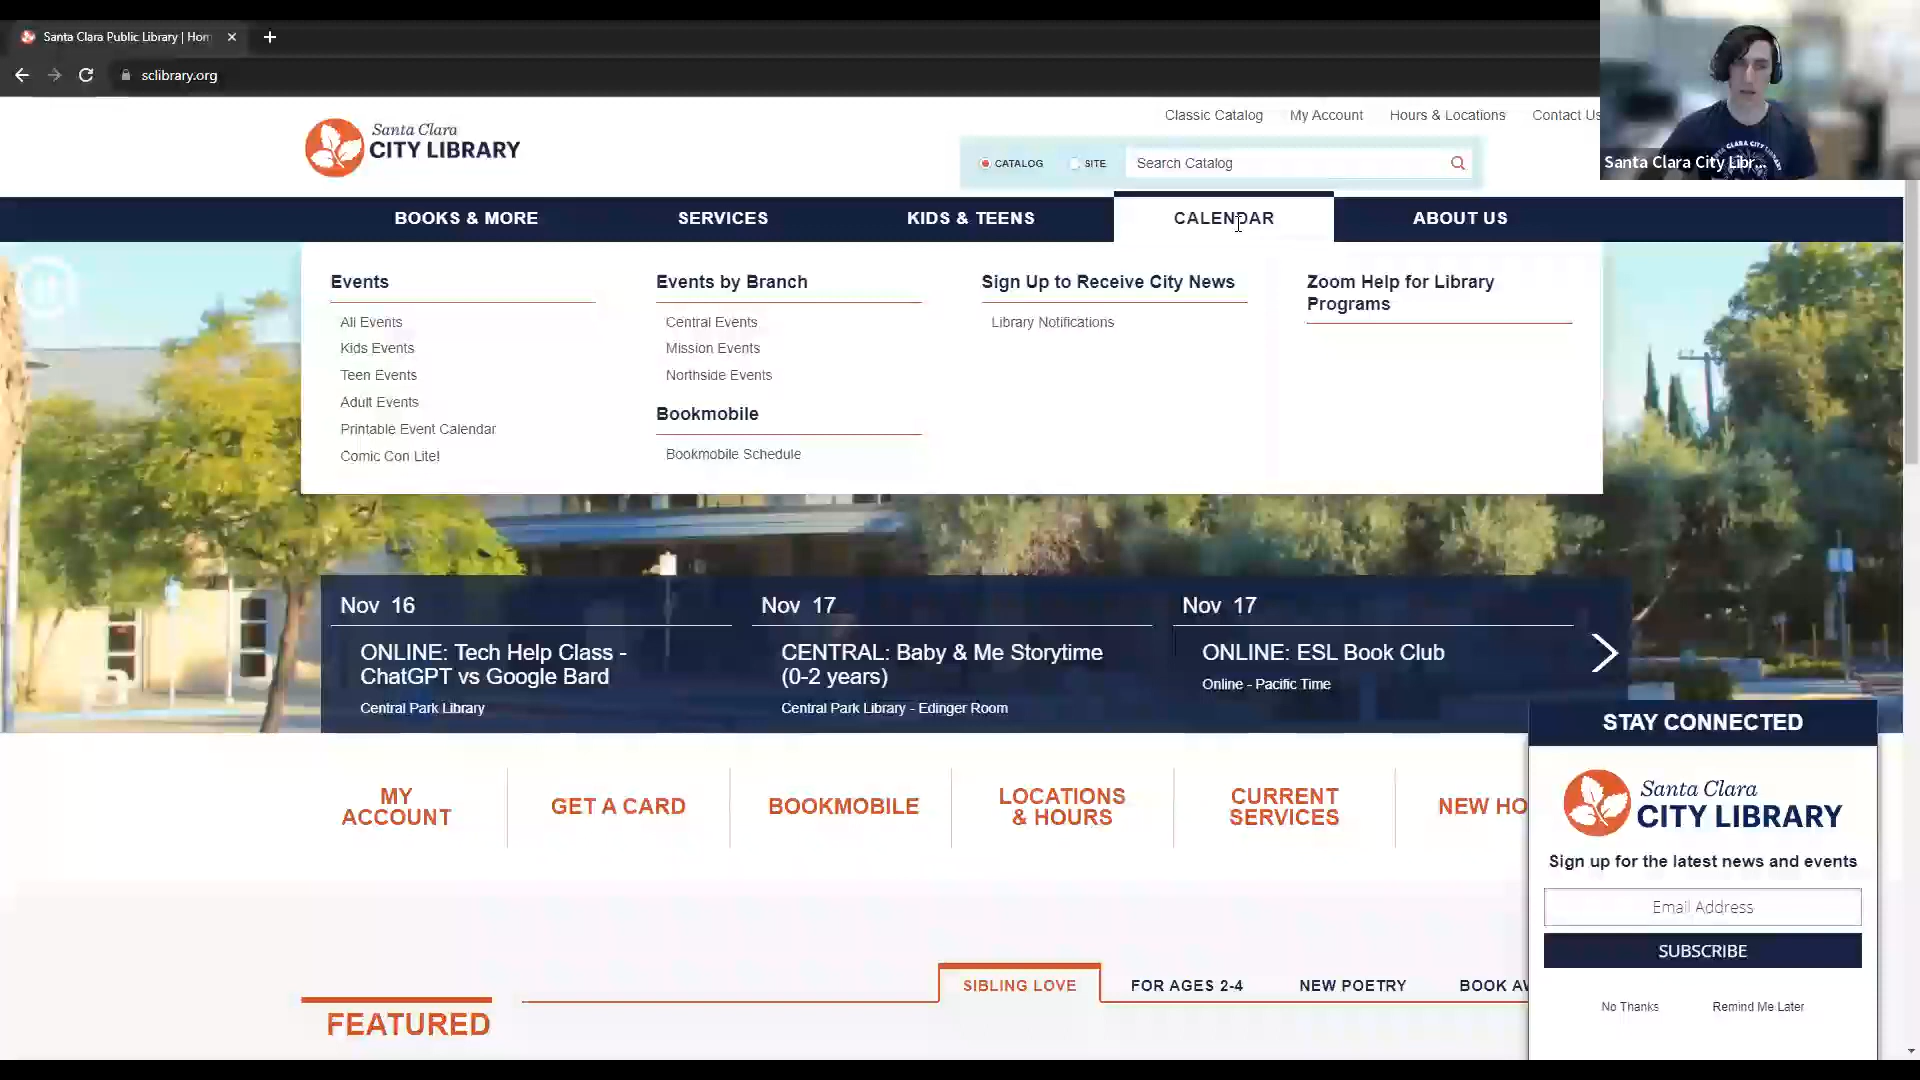 Santa Clara Public Library | Hom
sclibrary.org
Santa Clara
CITY LIBRARY
Classic Catalog
My Account
Hours & Locations
Contact Us
CATALOG
SITE
Search Catalog
SANTA CLARA CITY
Santa Clara City Libr...
BOOKS & MORE
SERVICES
KIDS & TEENS
CALENDAR
ABOUT US
Events
All Events
Kids Events
Teen Events
Adult Events
Printable Event Calendar
Comic Con Lite!
Events by Branch
Central Events
Mission Events
Northside Events
Bookmobile
Bookmobile Schedule
Sign Up to Receive City News
Library Notifications
Zoom Help for Library
Programs
Nov 16
ONLINE: Tech Help Class -
ChatGPT vs Google Bard
Central Park Library
Nov 17
CENTRAL: Baby & Me Storytime
(0-2 years)
Central Park Library - Edinger Room
Nov 17
ONLINE: ESL Book Club
Online - Pacific Time
MY
ACCOUNT
GET A CARD
BOOKMOBILE
LOCATIONS
& HOURS
CURRENT
SERVICES
NEW HO
STAY CONNECTED
Santa Clara
CITY LIBRARY
Sign up for the latest news and events
Email Address
SUBSCRIBE
No Thanks
Remind Me Later
FEATURED
SIBLING LOVE
FOR AGES 2-4
NEW POETRY
BOOK AW